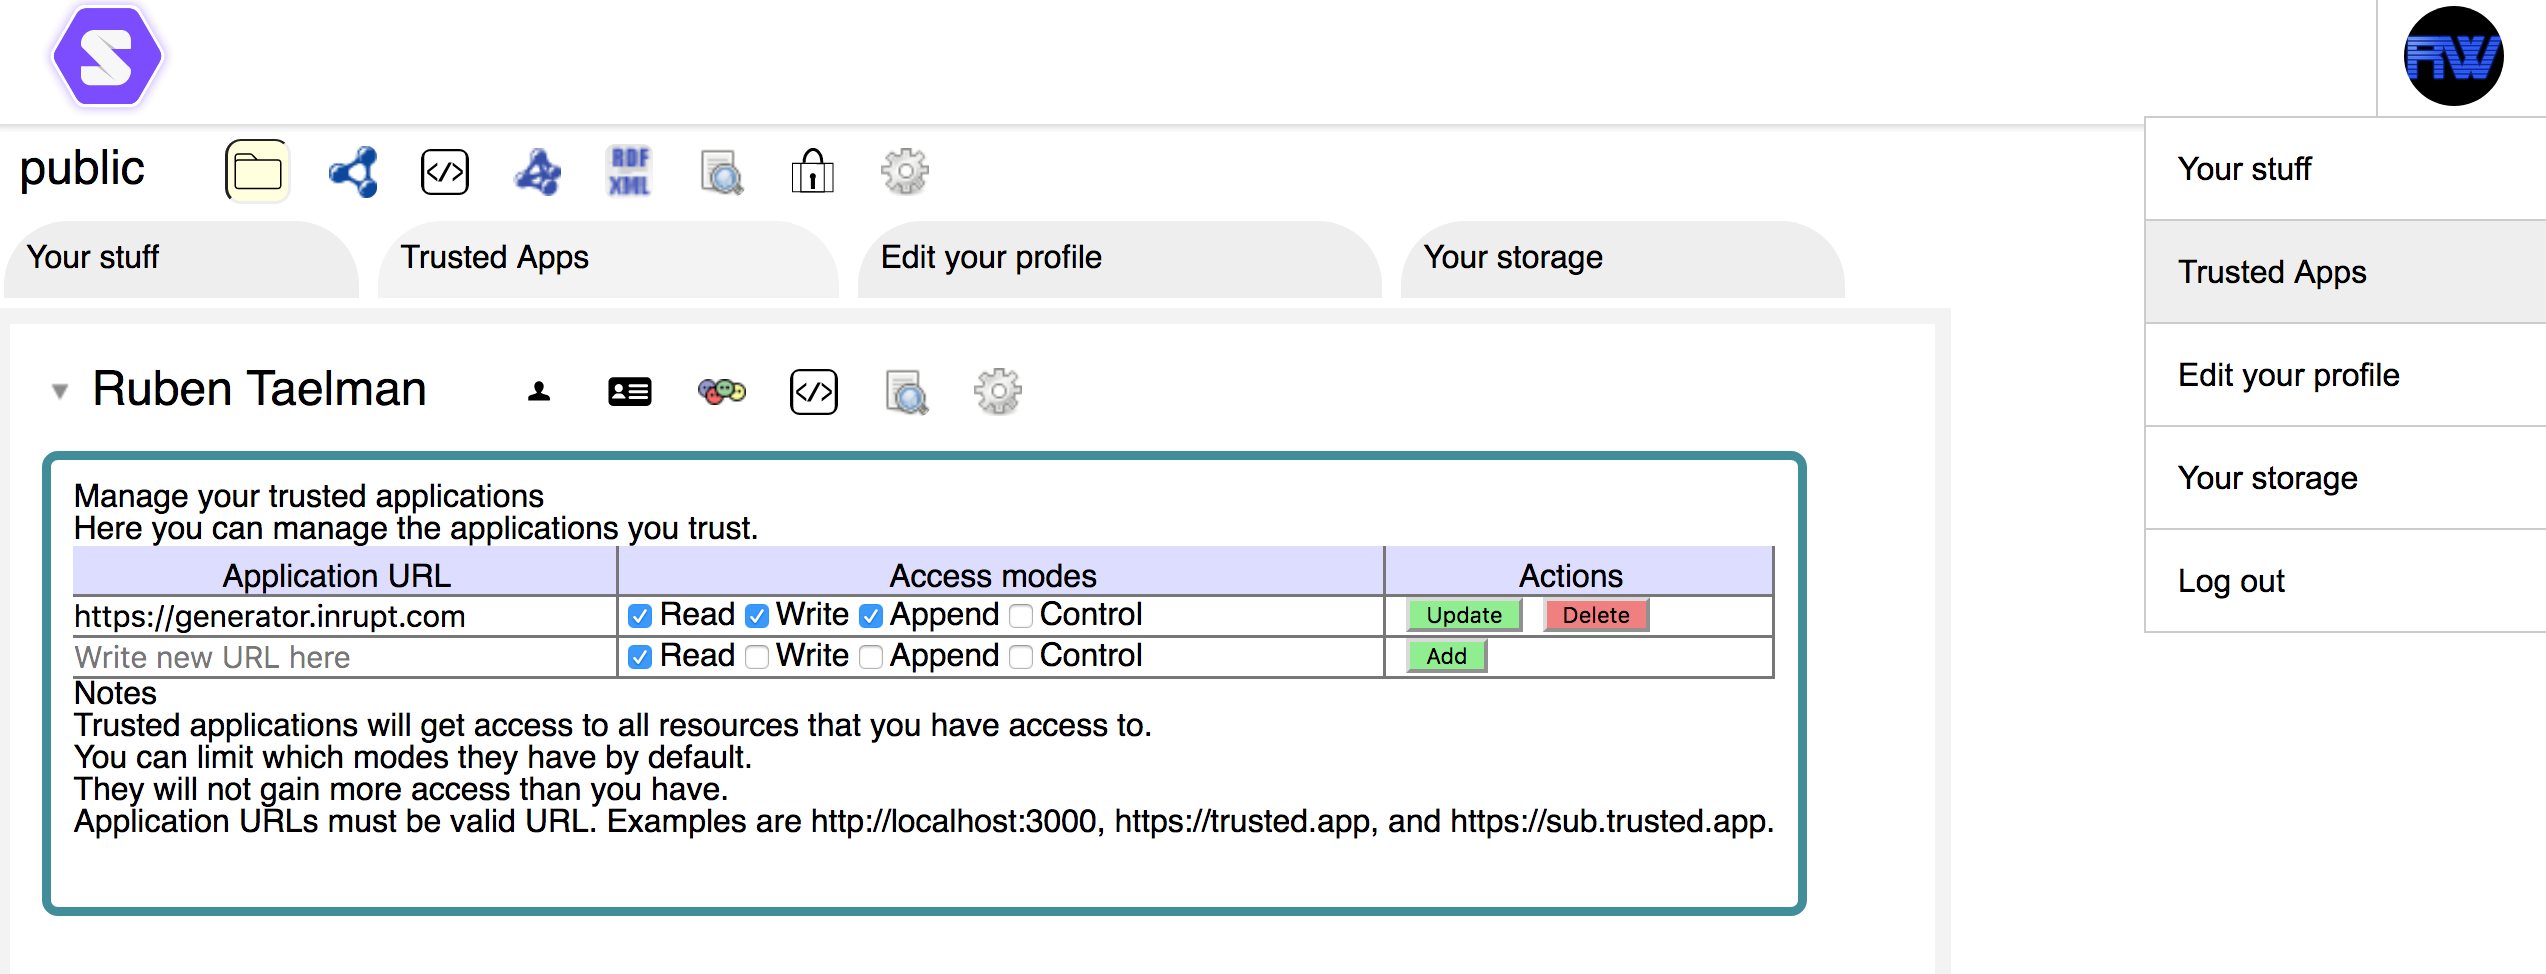 S
RW
public
</>
RDF
XML
Your stuff
Trusted Apps
Edit your profile
Your storage
Your stuff
Trusted Apps
Edit your profile
Your storage
Log out
Ruben Taelman
</>
Manage your trusted applications
Here you can manage the applications you trust.
Application URL Access modes Actions
https://generator.inrupt.com Read Write Append Control Update Delete
Write new URL here Read Write Append Control Add
Notes
Trusted applications will get access to all resources that you have access to.
You can limit which modes they have by default.
They will not gain more access than you have.
Application URLs must be valid URL. Examples are http://localhost:3000, https://trusted.app, and https://sub.trusted.app.